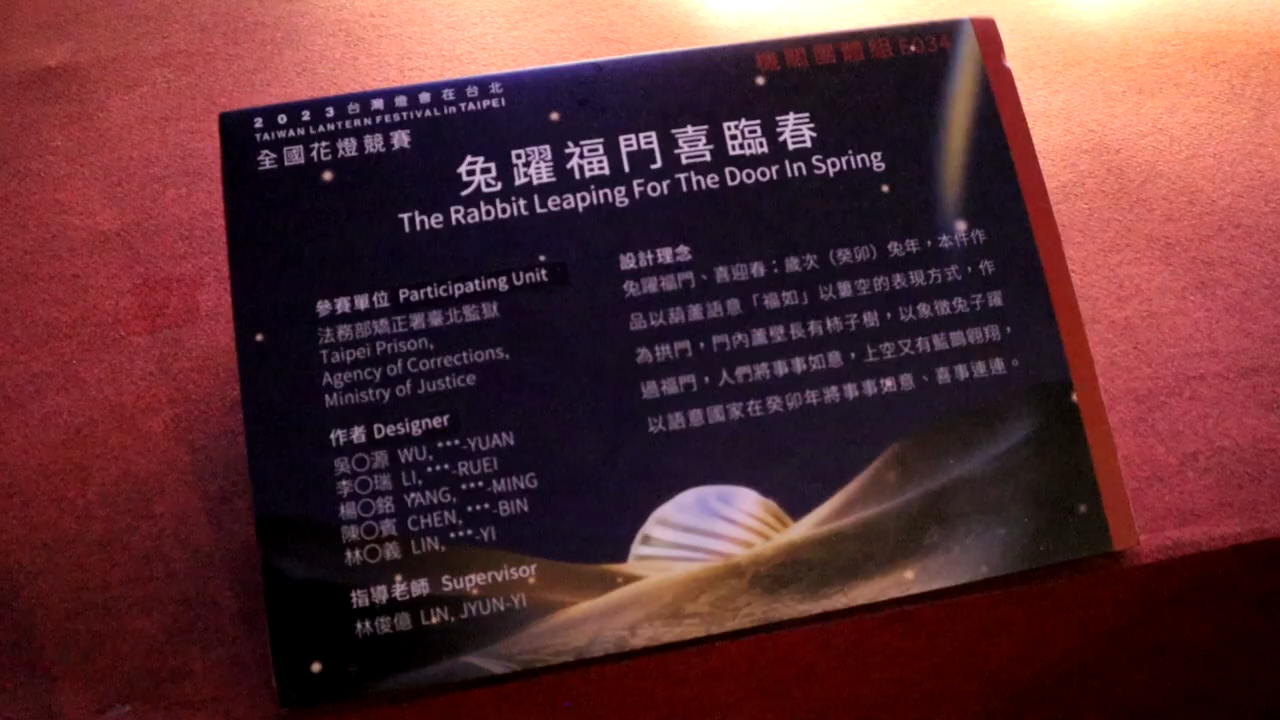 2023台灣燈會在台北
TAIWAN LANTERN FESTIVAL in TAIPEI
全國花燈競賽
機關團體組 E034
兔躍福門喜臨春
The Rabbit Leaping For The Door In Spring
參賽單位 Participating Unit
法務部矯正署臺北監獄
Taipei Prison,
Agency of Corrections,
Ministry of Justice
作者 Designer
吳〇源 WU, ***-YUAN
李〇瑞 LI, ***-RUEI
楊〇銘 YANG, ***-MING
陳〇賓 CHEN, ***-BIN
林〇義 LIN, ***-YI
指導老師 Supervisor
林俊億 LIN, JYUN-YI
設計理念
兔躍福門、喜迎春：歲次（癸卯）兔年，本件作
品以葫蘆語意「福如」以簍空的表現方式，作
為拱門，門內蘆壁長有柿子樹，以象徵兔子躍
過福門，人們將事事如意，上空又有藍鵲翱翔，
以語意國家在癸卯年將事事如意、喜事連連。